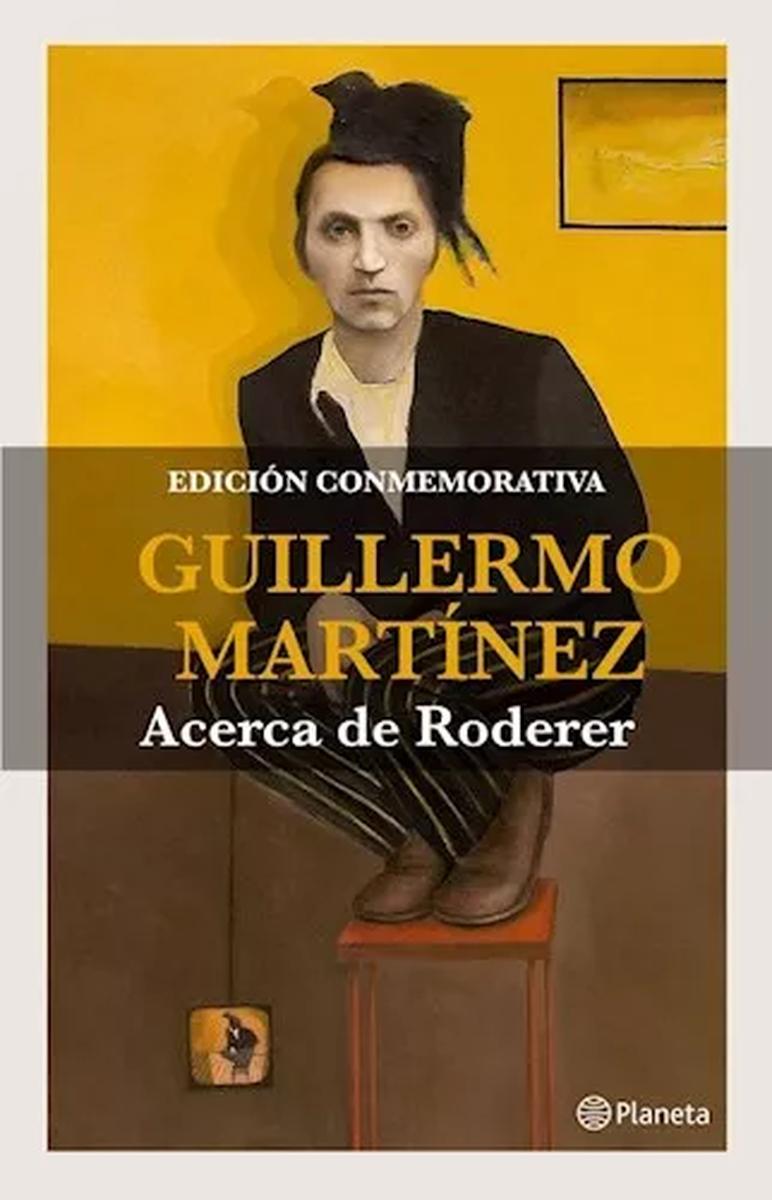 EDICIÓN CONMEMORATIVA
GUILLERMO
MARTÍNEZ
Acerca de Roderer
Planeta